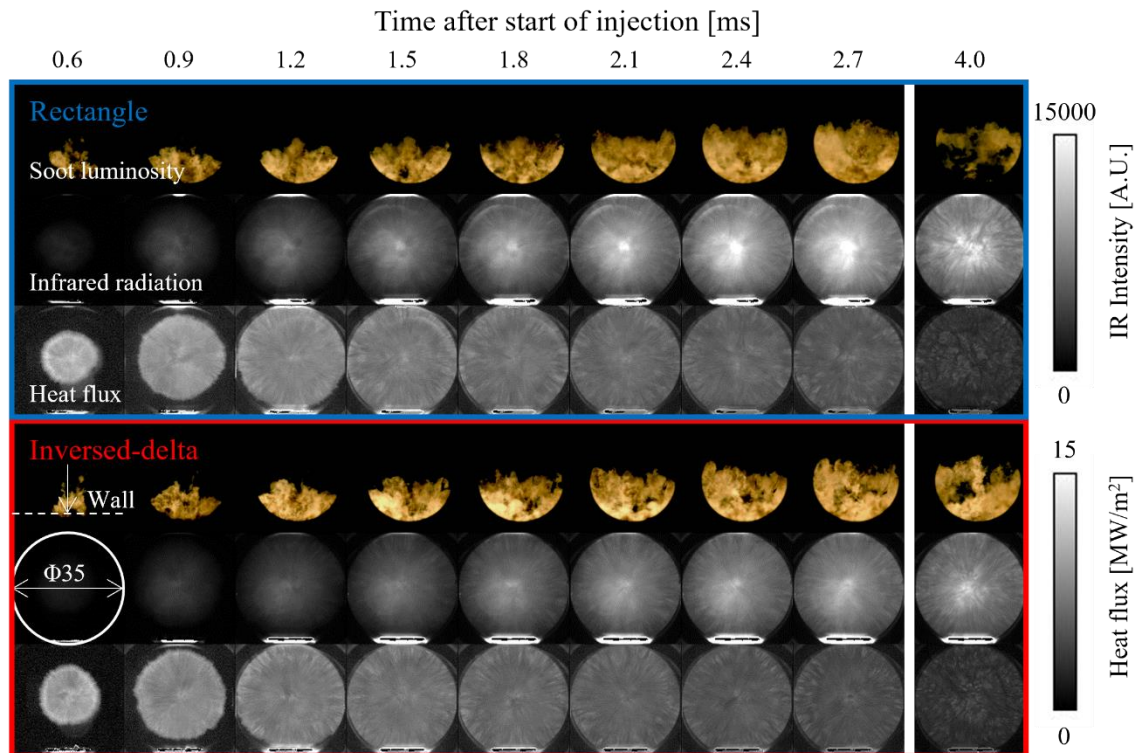 Time after start of injection [ms]
0.6 0.9 1.2 1.5 1.8 2.1 2.4 2.7 4.0
Rectangle
Soot luminosity
Infrared radiation
Heat flux
15000
IR Intensity [A.U.]
0
Inversed-delta
Wall
Φ35
15
Heat flux [MW/m²]
0